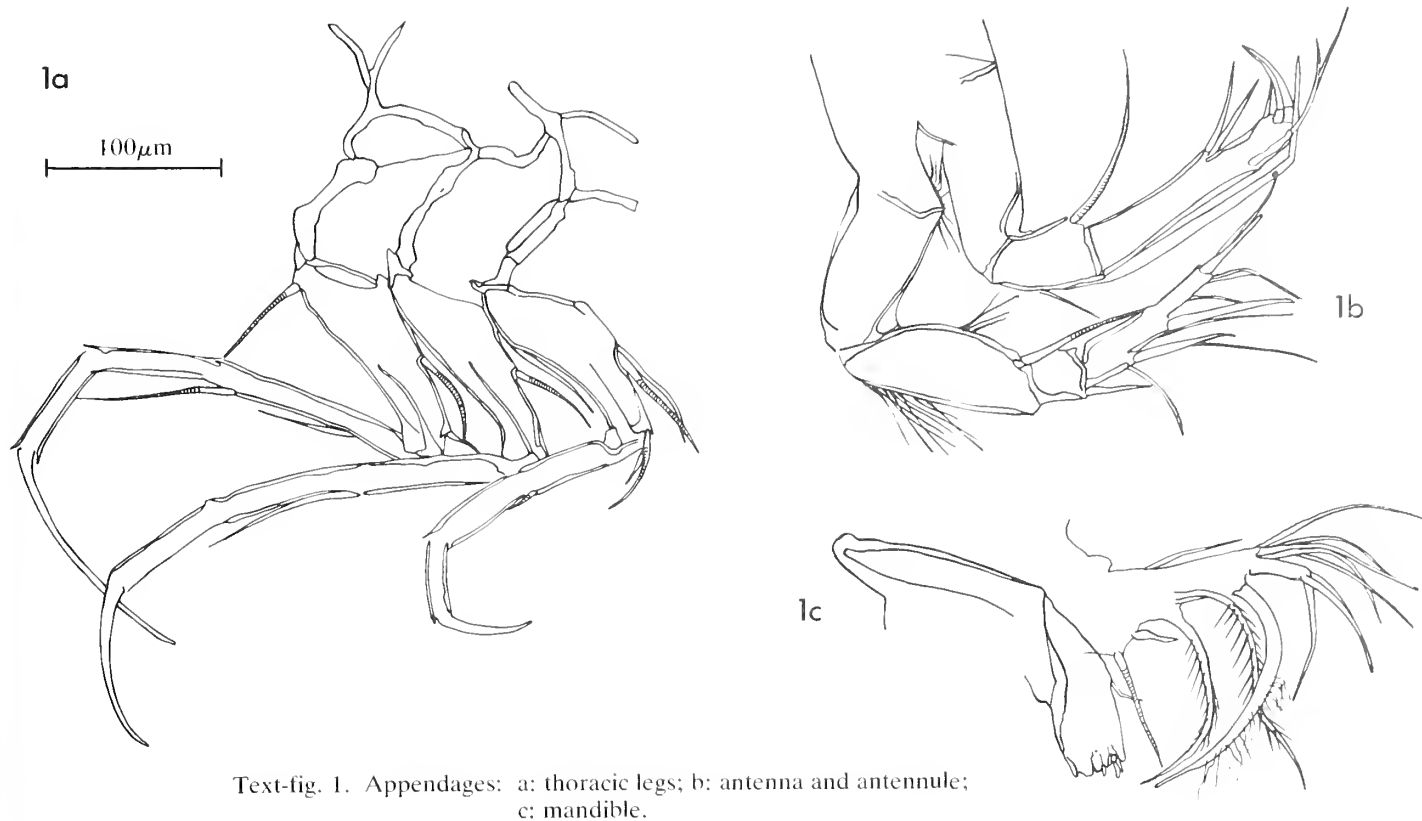 1a
100μm
1b
1c
Text-fig. 1. Appendages: a: thoracic legs; b: antenna and antennule;
c: mandible.